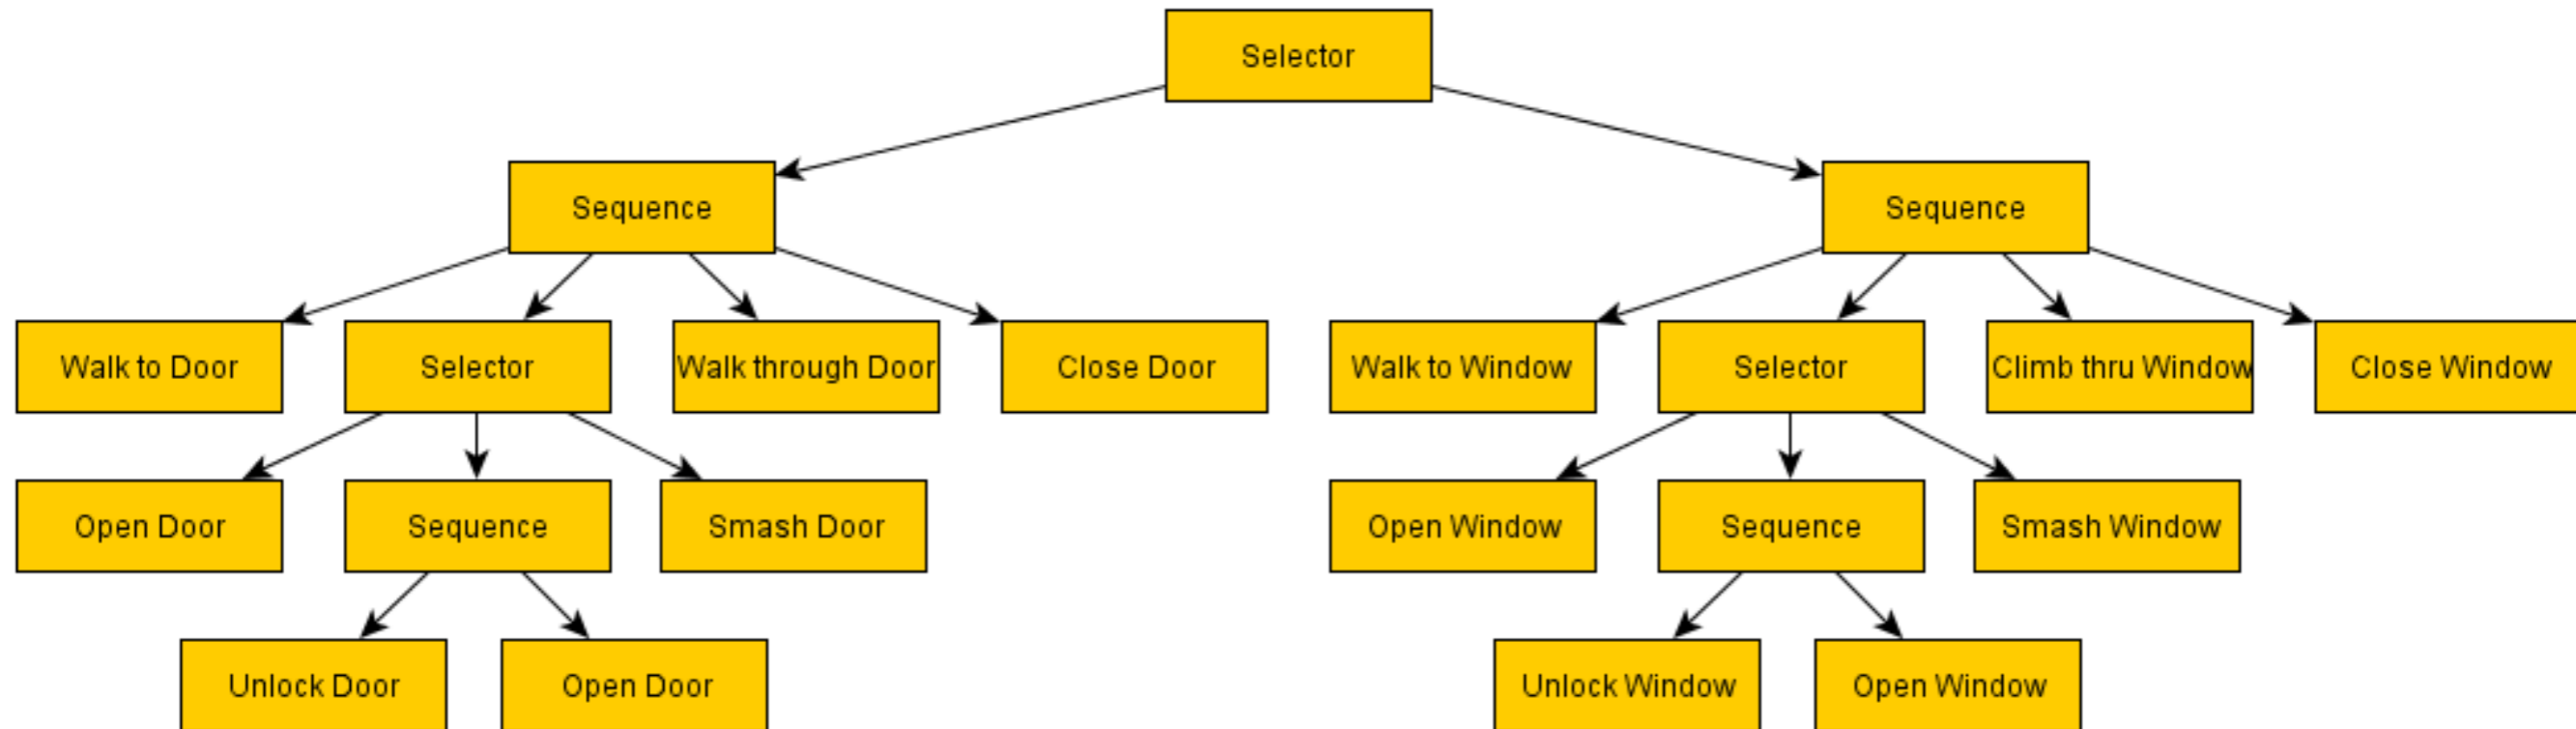 Selector
Sequence
Sequence
Walk to Door
Selector
Walk through Door
Close Door
Walk to Window
Selector
Climb thru Window
Close Window
Open Door
Sequence
Smash Door
Open Window
Sequence
Smash Window
Unlock Door
Open Door
Unlock Window
Open Window